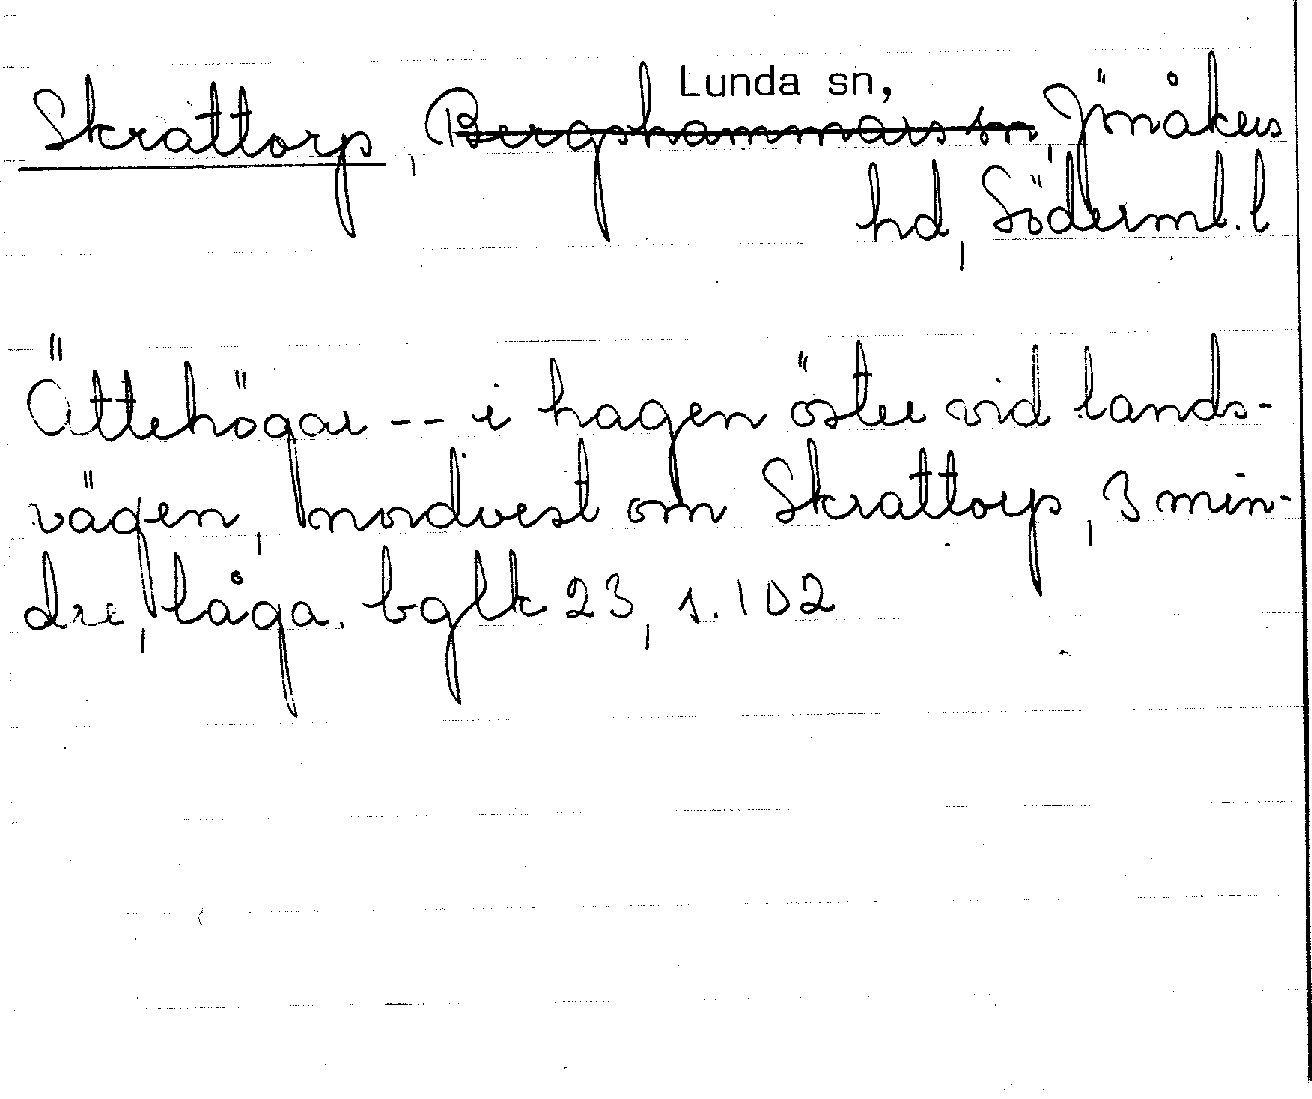 Lunda sn,
Skrattorp, Bergshammars sn, Jönåkers
hd, Söderml. l
Ättehögar -- i hagen öster vid lands-
vägen, nordvest om Skrattorp, 3 min-
dre, låga. bglk 23, s. 102